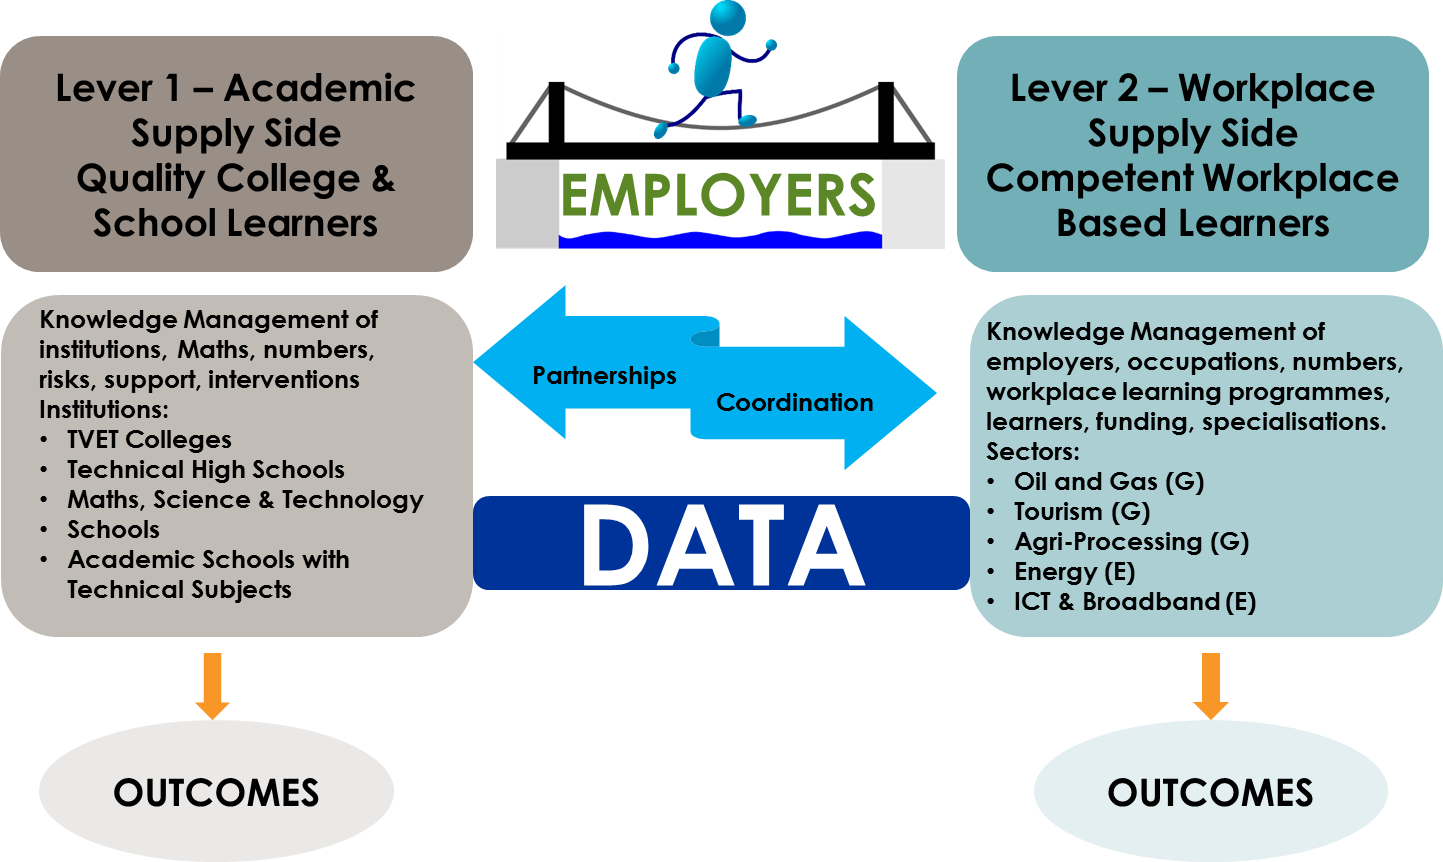 Lever 1 – Academic
Supply Side
Quality College &
School Learners
EMPLOYERS
Lever 2 – Workplace
Supply Side
Competent Workplace
Based Learners
Knowledge Management of
institutions, Maths, numbers,
risks, support, interventions
Institutions:
• TVET Colleges
• Technical High Schools
• Maths, Science & Technology
• Schools
• Academic Schools with
Technical Subjects
Partnerships
Coordination
DATA
Knowledge Management of
employers, occupations, numbers,
workplace learning programmes,
learners, funding, specialisations.
Sectors:
• Oil and Gas (G)
• Tourism (G)
• Agri-Processing (G)
• Energy (E)
• ICT & Broadband (E)
OUTCOMES
OUTCOMES